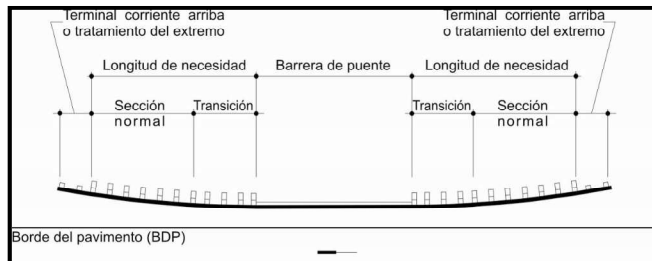 Terminal corriente arriba
o tratamiento del extremo
Terminal corriente arriba
o tratamiento del extremo
Longitud de necesidad
Barrera de puente
Longitud de necesidad
Sección
normal
Transición
Transición
Sección
normal
Borde del pavimento (BDP)